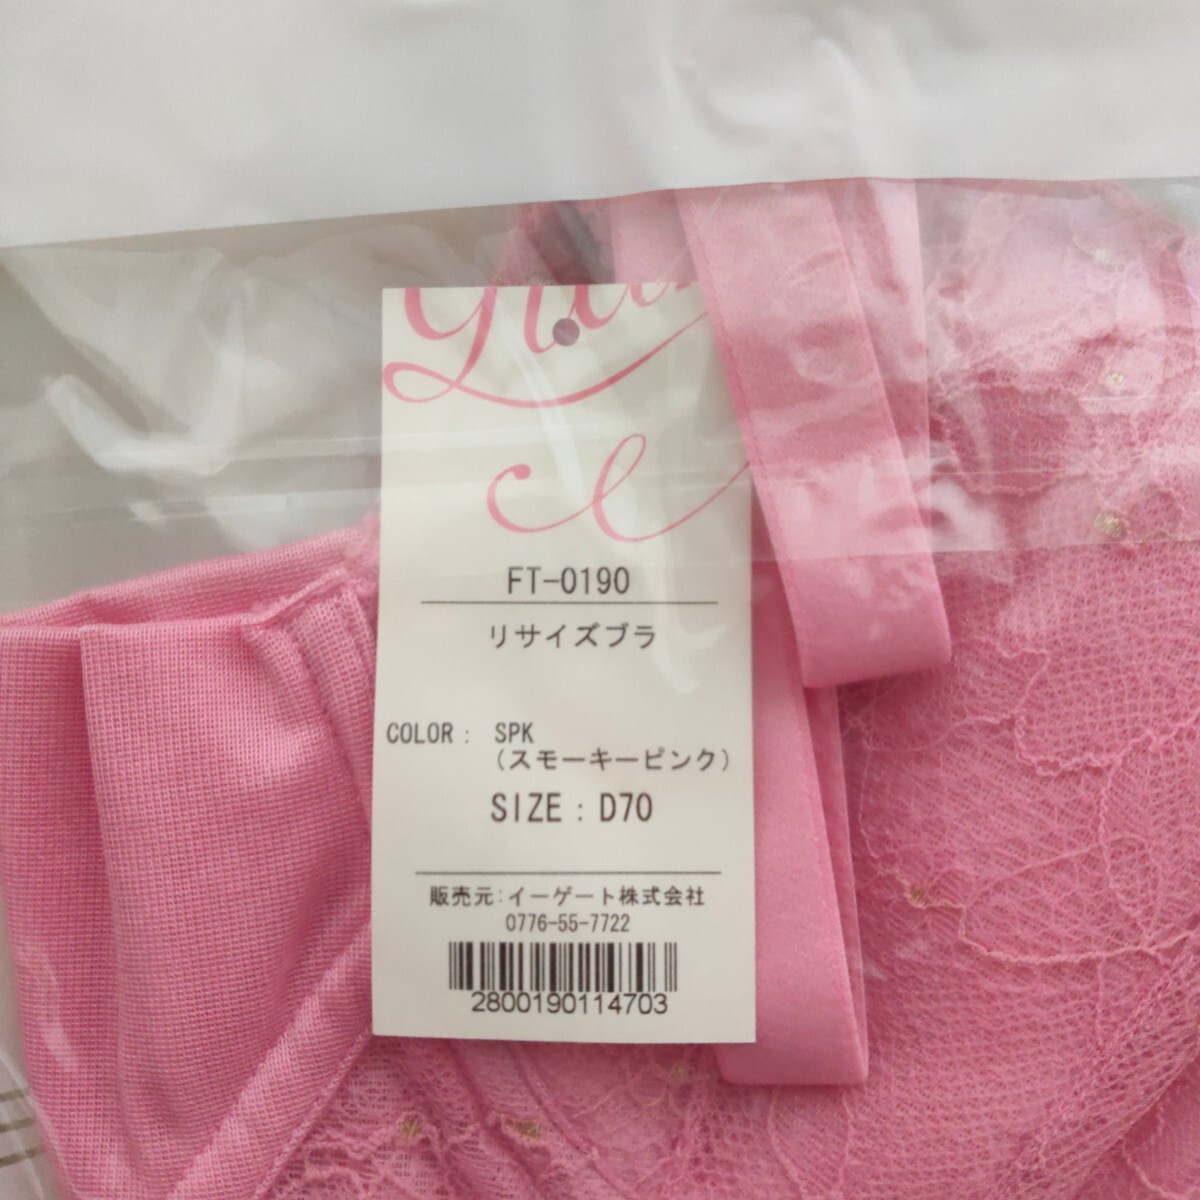 FT-0190
リサイズブラ
COLOR : SPK
(スモーキーピンク)
SIZE : D70
販売元:イーゲート株式会社
0776-55-7722
2800190114703